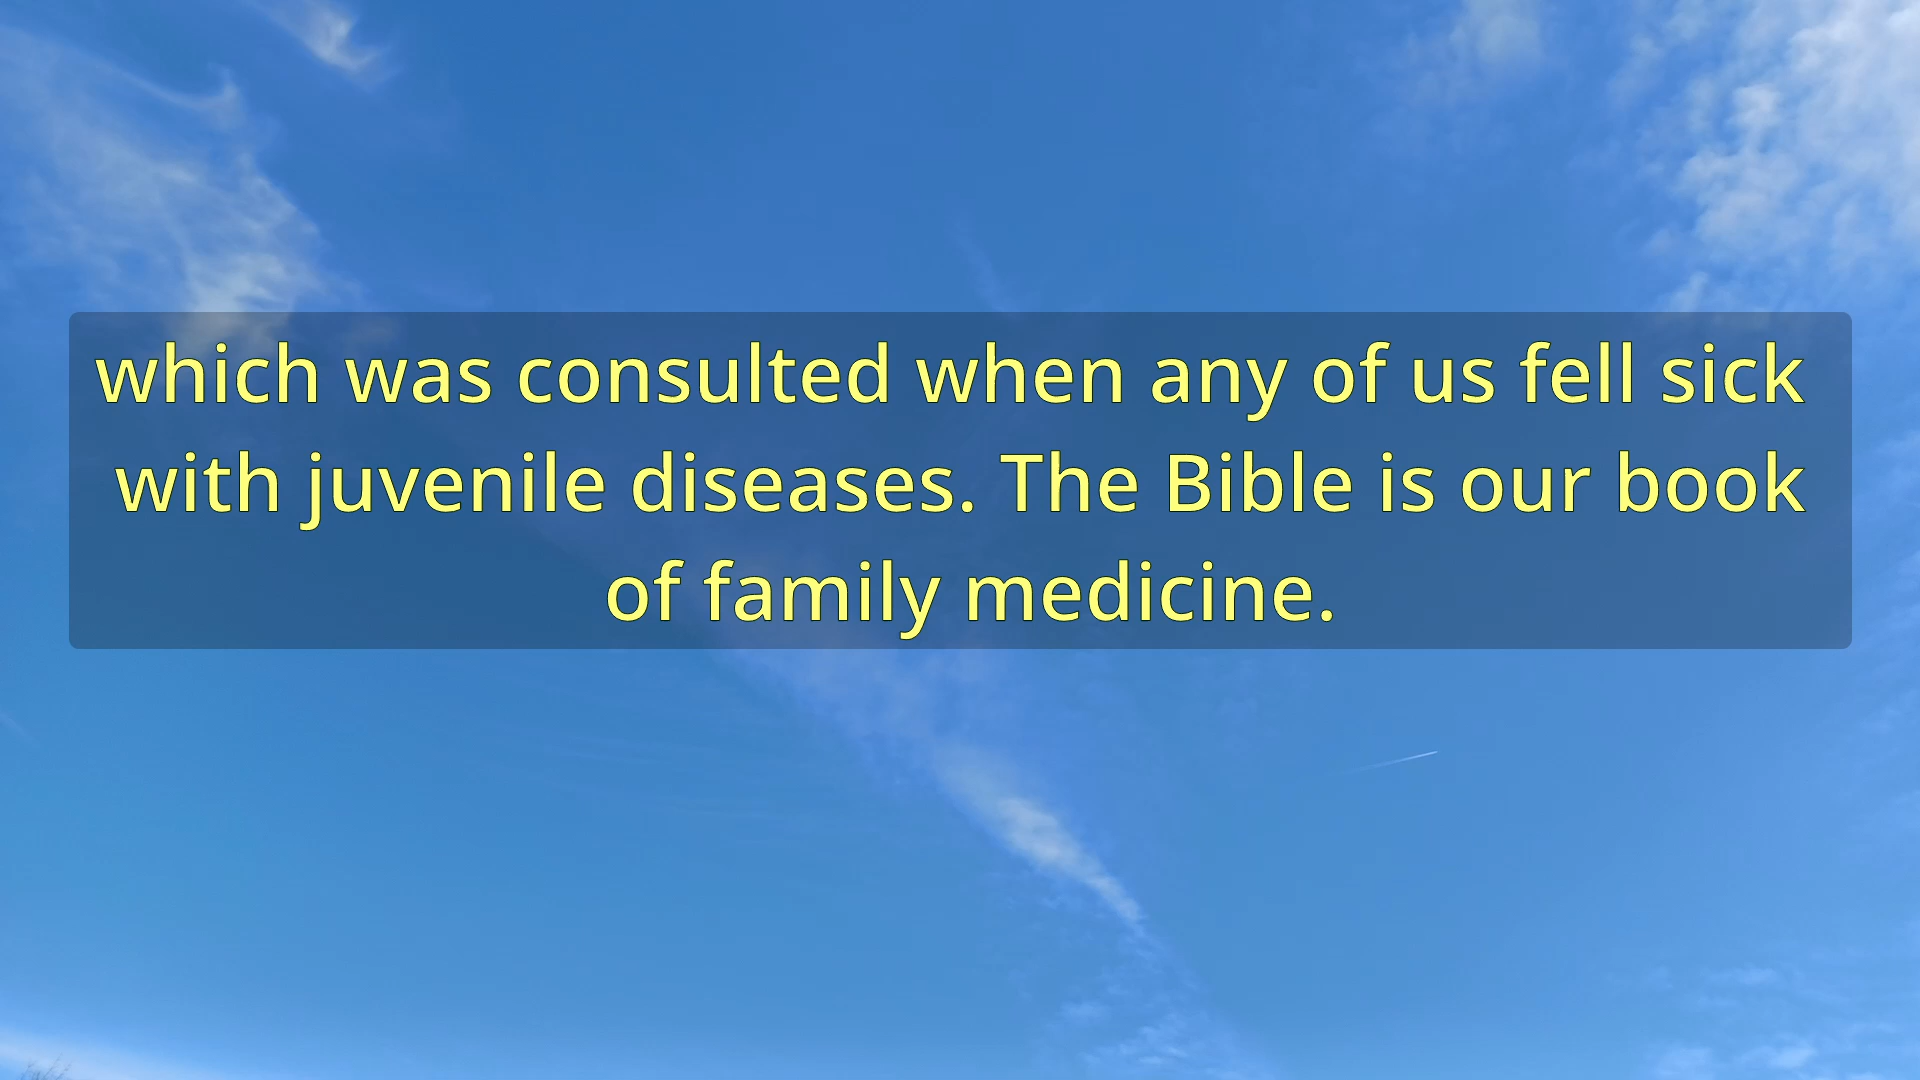 which was consulted when any of us fell sick
with juvenile diseases. The Bible is our book
of family medicine.